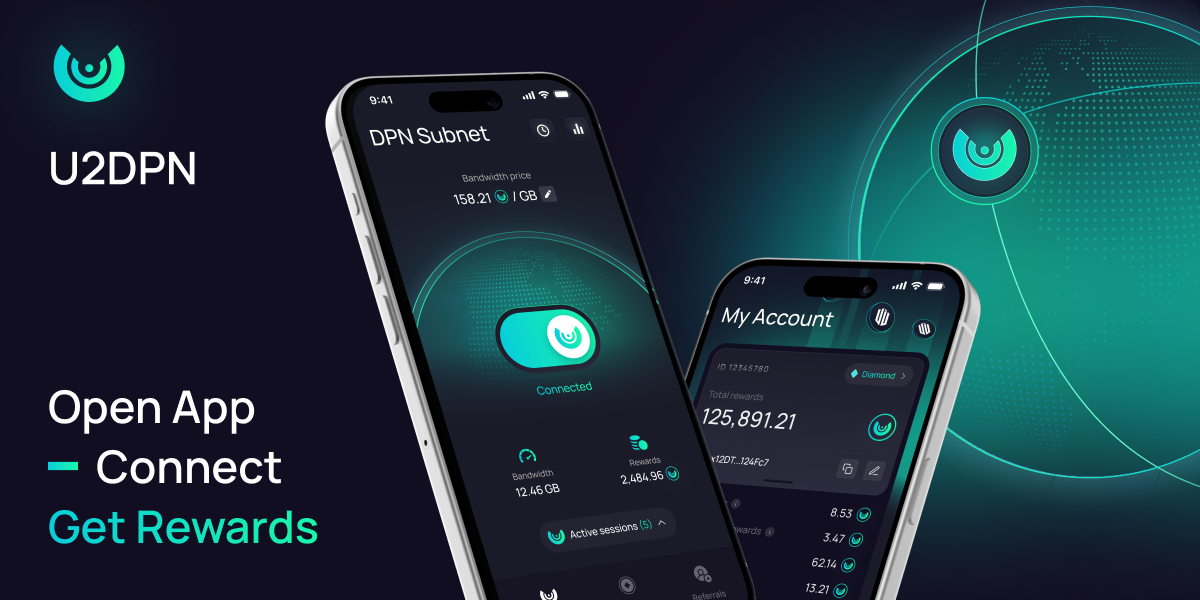 U2DPN
Open App
Connect
Get Rewards
9:41
DPN Subnet
Bandwidth price
158.21 / GB
Connected
Bandwidth
12.46 GB
Rewards
2,484.96
Active sessions (5)
Referrals
9:41
My Account
ID 12345780
Diamond
Total rewards
125,891.21
x12DT...124Fc7
8.53
3.47
62.14
13.21